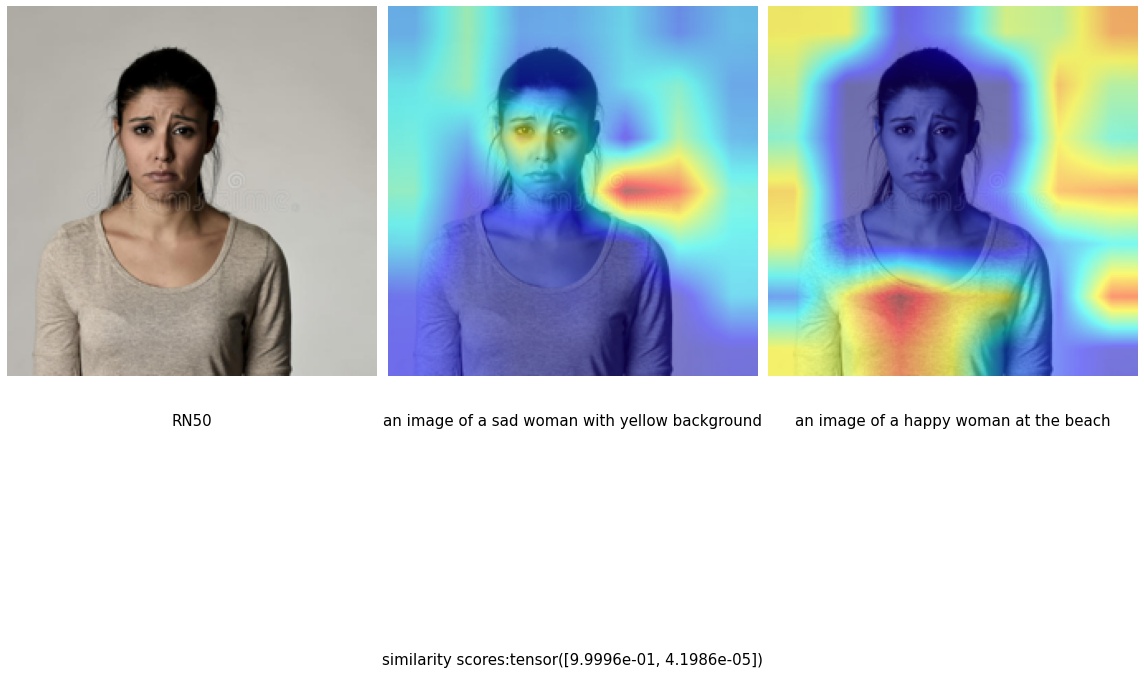 RN50
an image of a sad woman with yellow background
an image of a happy woman at the beach
similarity scores:tensor([9.9996e-01, 4.1986e-05])